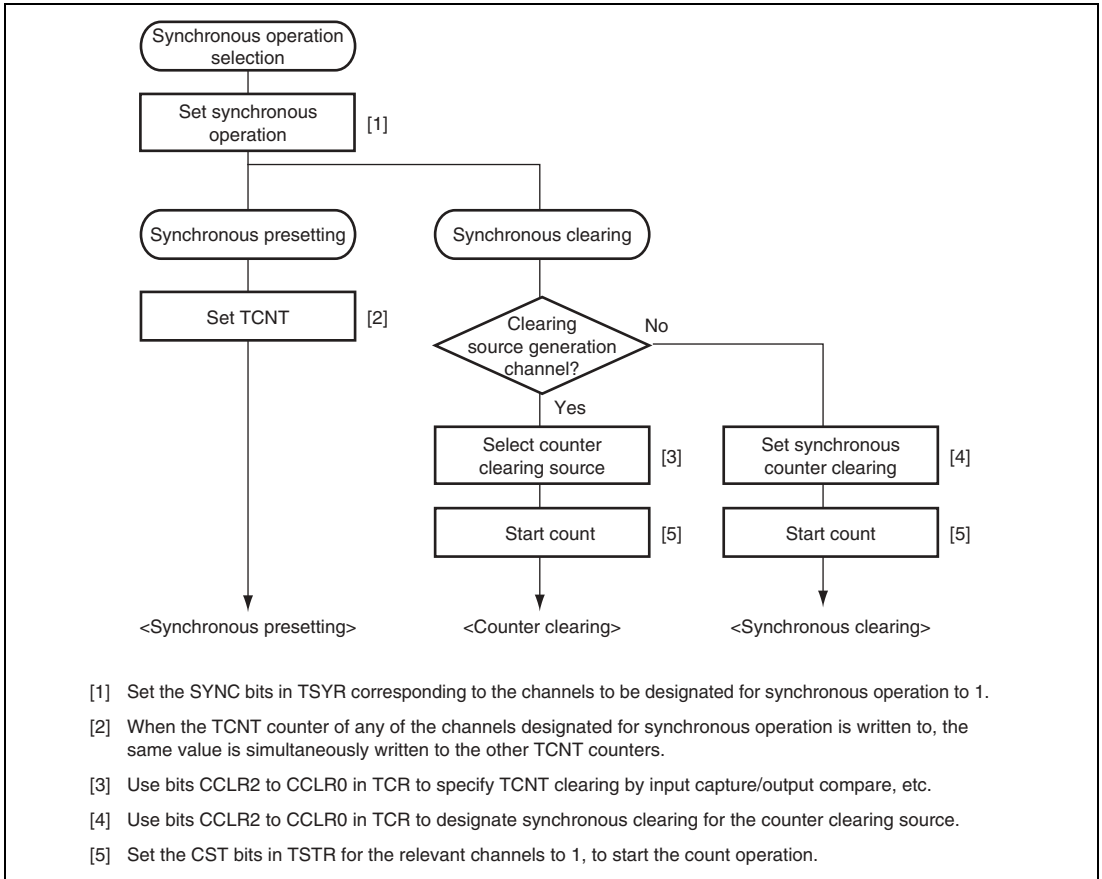 Synchronous operation
selection
Set synchronous
operation
[1]
Synchronous presetting
Synchronous clearing
Set TCNT
[2]
Clearing
source generation
channel?
No
Yes
Select counter
clearing source
[3]
Set synchronous
counter clearing
[4]
Start count
[5]
Start count
[5]
<Synchronous presetting>
<Counter clearing>
<Synchronous clearing>
[1] Set the SYNC bits in TSYR corresponding to the channels to be designated for synchronous operation to 1.
[2] When the TCNT counter of any of the channels designated for synchronous operation is written to, the
same value is simultaneously written to the other TCNT counters.
[3] Use bits CCLR2 to CCLR0 in TCR to specify TCNT clearing by input capture/output compare, etc.
[4] Use bits CCLR2 to CCLR0 in TCR to designate synchronous clearing for the counter clearing source.
[5] Set the CST bits in TSTR for the relevant channels to 1, to start the count operation.